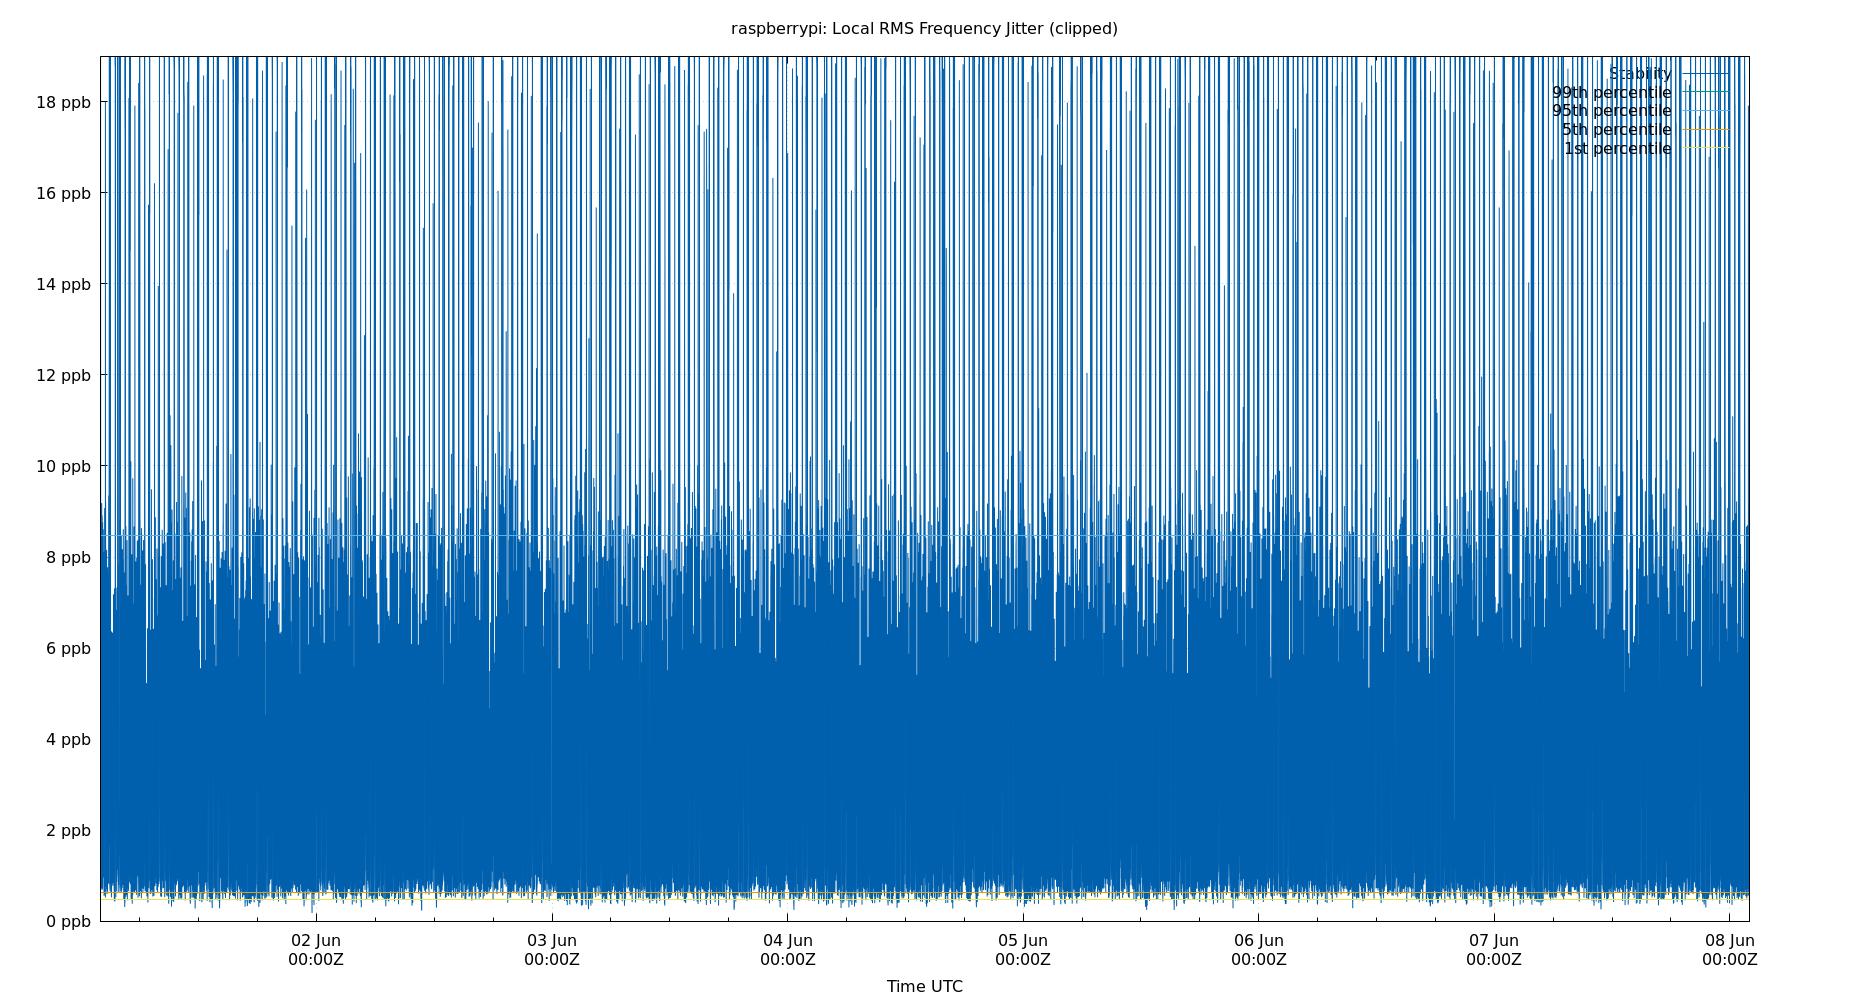 raspberrypi: Local RMS Frequency Jitter (clipped)
Stability
99th percentile
95th percentile
5th percentile
1st percentile
18 ppb
16 ppb
14 ppb
12 ppb
10 ppb
8 ppb
6 ppb
4 ppb
2 ppb
0 ppb
02 Jun 03 Jun 04 Jun 05 Jun 06 Jun 07 Jun 08 Jun
00:00Z 00:00Z 00:00Z 00:00Z 00:00Z 00:00Z 00:00Z
Time UTC